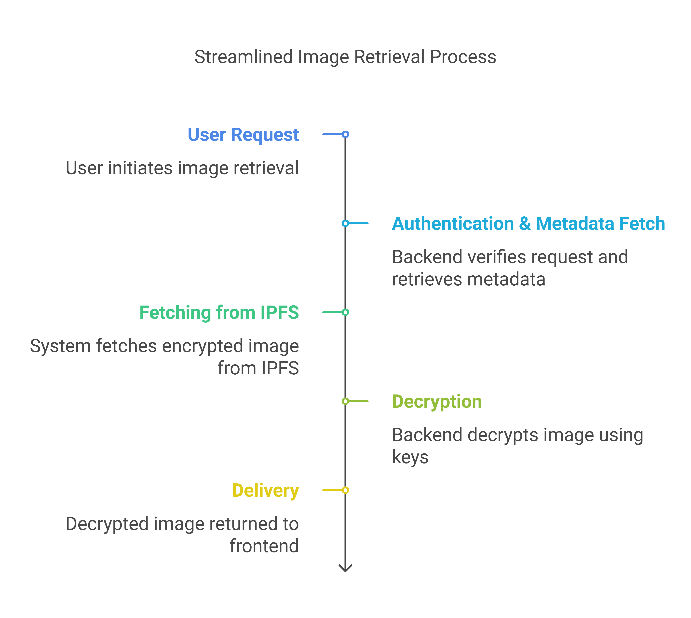 Streamlined Image Retrieval Process
User Request
User initiates image retrieval
Authentication & Metadata Fetch
Backend verifies request and
retrieves metadata
Fetching from IPFS
System fetches encrypted image
from IPFS
Decryption
Backend decrypts image using
keys
Delivery
Decrypted image returned to
frontend